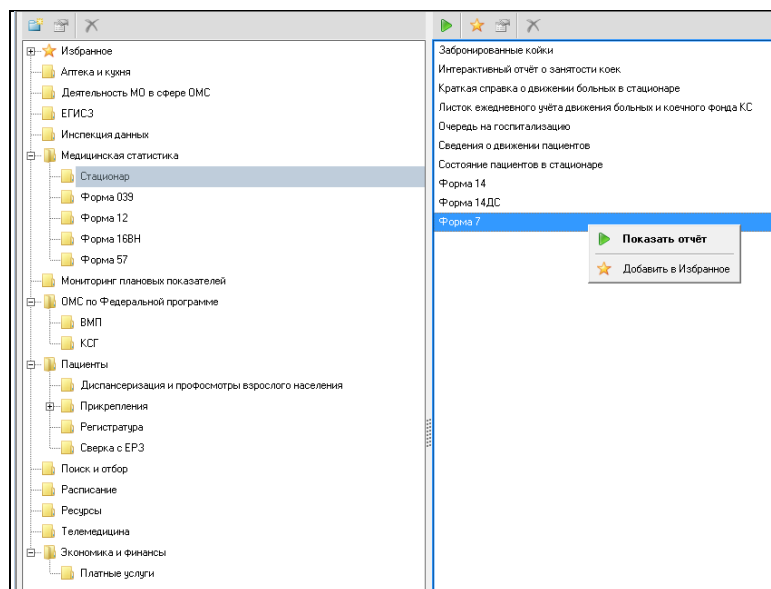 Избранное
Аптека и кухня
Деятельность МО в сфере ОМС
ЕГИСЗ
Инспекция данных
Медицинская статистика
Стационар
Форма 039
Форма 12
Форма 16ВН
Форма 57
Мониторинг плановых показателей
ОМС по Федеральной программе
ВМП
КСГ
Пациенты
Диспансеризация и профосмотры взрослого населения
Прикрепления
Регистратура
Сверка с ЕРЗ
Поиск и отбор
Расписание
Ресурсы
Телемедицина
Экономика и финансы
Платные услуги
Забронированные койки
Интерактивный отчёт о занятости коек
Краткая справка о движении больных в стационаре
Листок ежедневного учёта движения больных и коечного фонда КС
Очередь на госпитализацию
Сведения о движении пациентов
Состояние пациентов в стационаре
Форма 14
Форма 14ДС
Форма 7
Показать отчёт
Добавить в Избранное